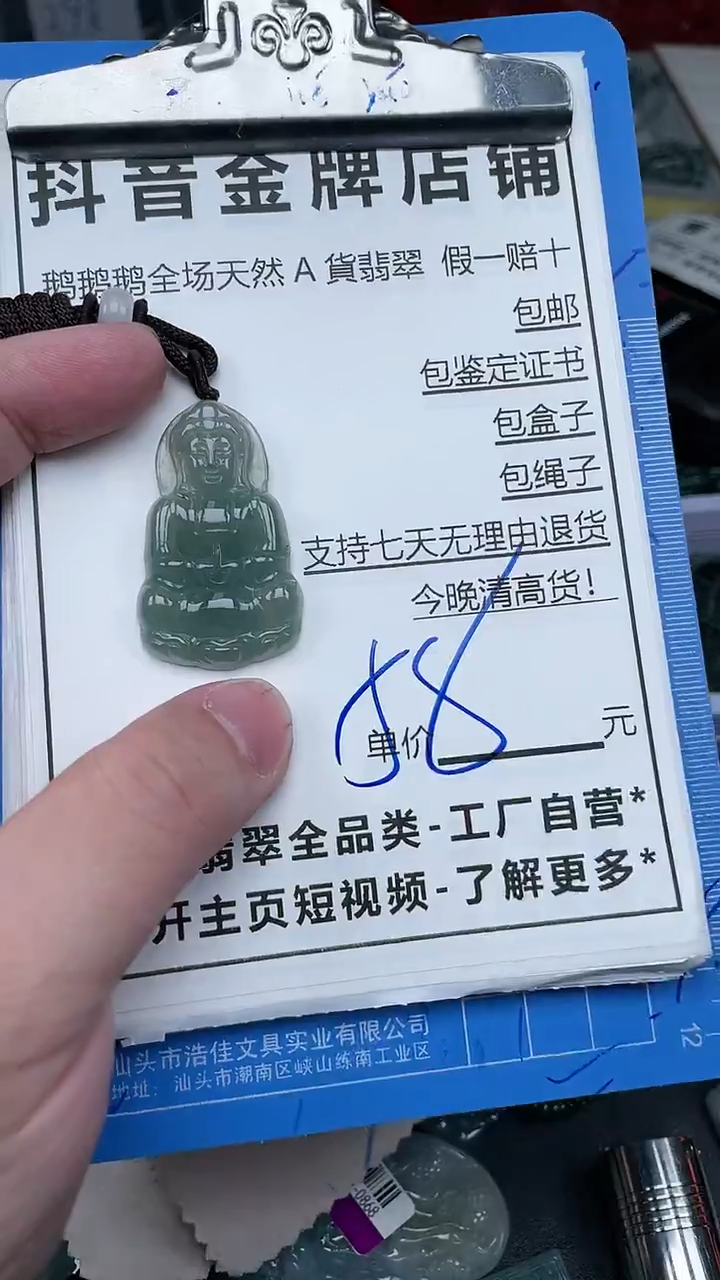 抖音金牌店铺
鹅鹅鹅全场天然A貨翡翠 假一赔十
包邮
包鉴定证书
包盒子
包绳子
支持七天无理由退货
今晚清高货!
58
单价 元
翡翠全品类-工厂自营*
开主页短视频-了解更多*
汕头市浩佳文具实业有限公司
地址: 汕头市潮南区峡山练南工业区
12
-0868